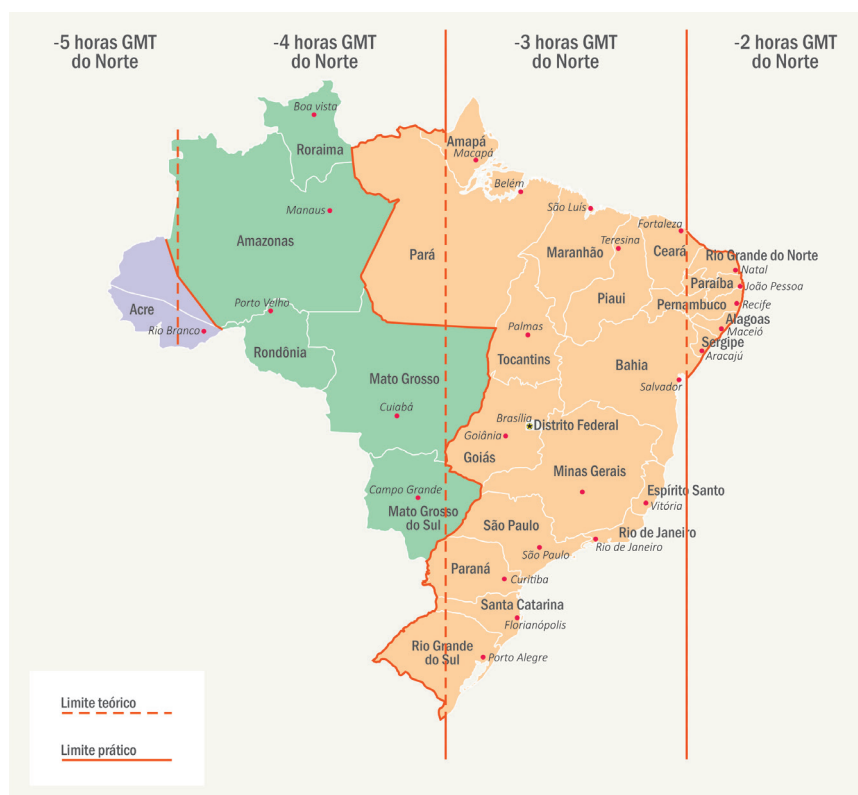 -5 horas GMT
do Norte
-4 horas GMT
do Norte
-3 horas GMT
do Norte
-2 horas GMT
do Norte
Boa vista
Roraima
Amapá
Macapá
Belém
Manaus
São Luís
Fortaleza
Amazonas
Teresina
Pará
Maranhão
Ceará
Rio Grande do Norte
Natal
Paraíba
João Pessoa
Piaui
Pernambuco
Recife
Acre
Porto Velha
Rio Branco
Alagoas
Maceió
Palmas
Sergipe
Aracajú
Rondônia
Tocantins
Bahia
Mato Grosso
Salvador
Cuiabá
Brasília
Distrito Federal
Goiânia
Goiás
Minas Gerais
Campo Grande
Espírito Santo
Vitória
Mato Grosso
do Sul
São Paulo
Rio de Janeiro
Rio de Janeiro
São Paulo
Paraná
Curitiba
Santa Catarina
Florianópolis
Rio Grande
do Sul
Porto Alegre
Limite teórico
Limite prático